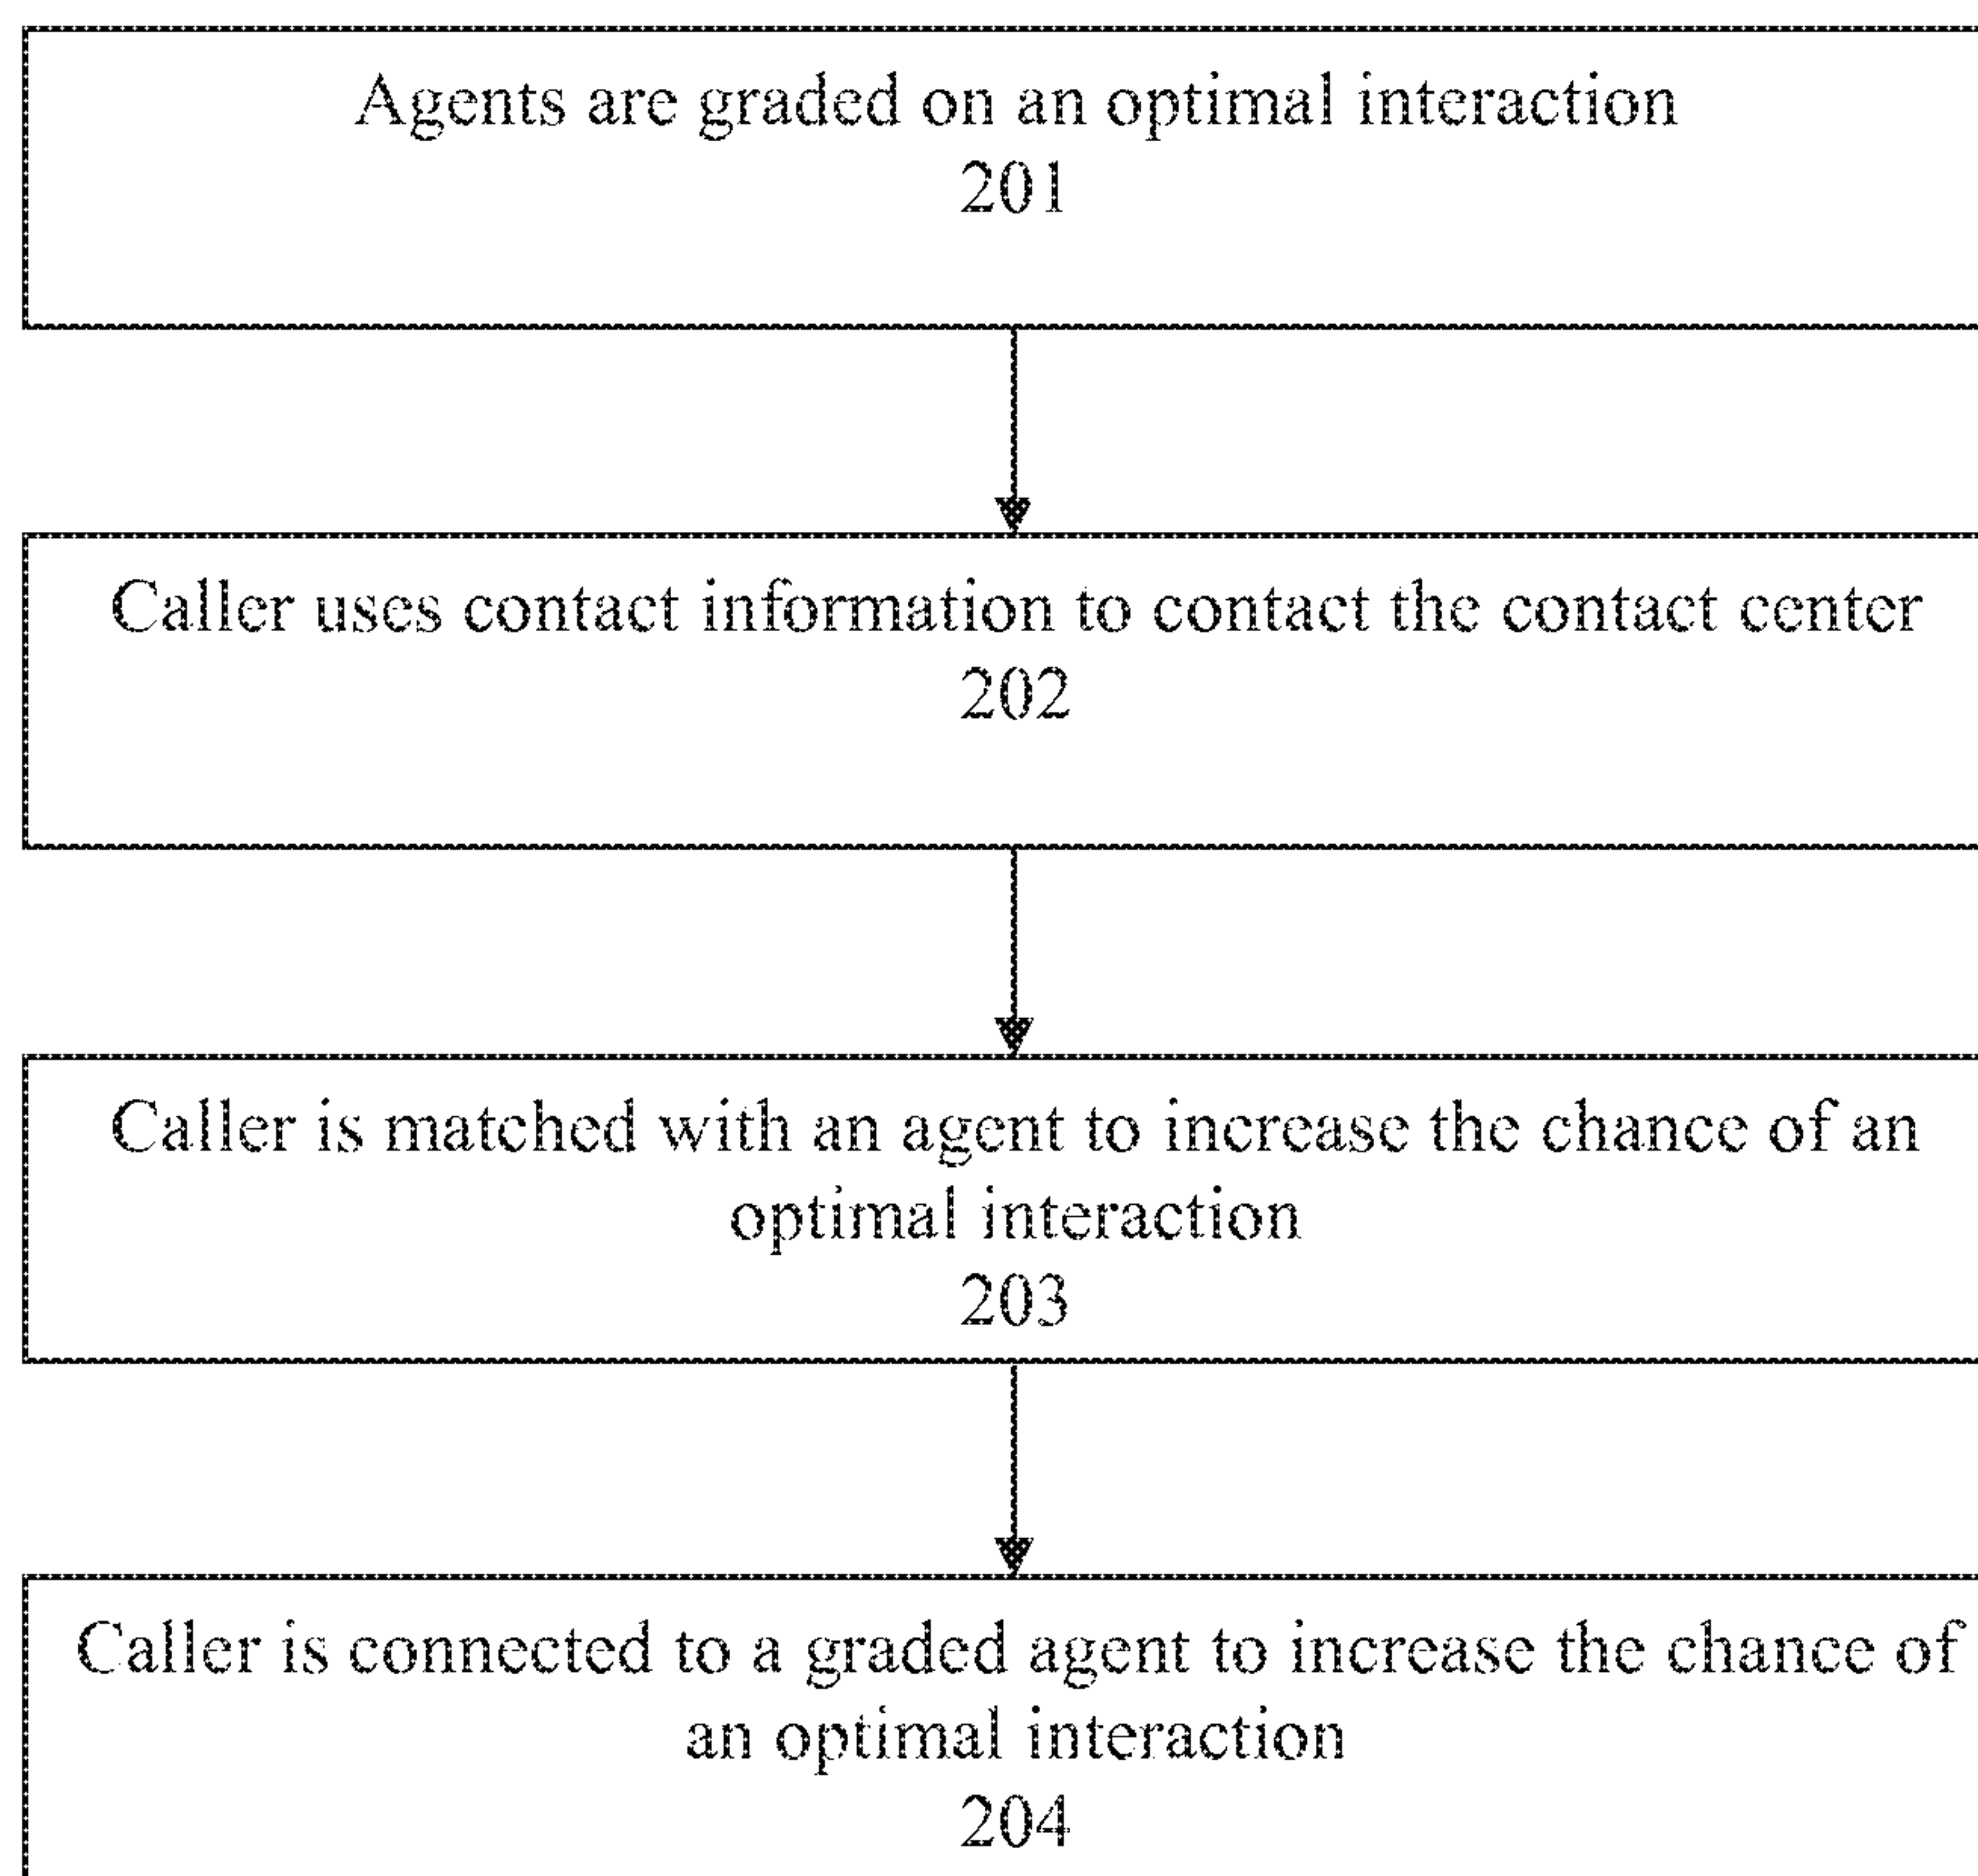 Agents are graded on an optimal interaction
201
Caller uses contact information to contact the contact center
202
Caller is matched with an agent to increase the chance of an
optimal interaction
203
Caller is connected to a graded agent to increase the chance of
an optimal interaction
204